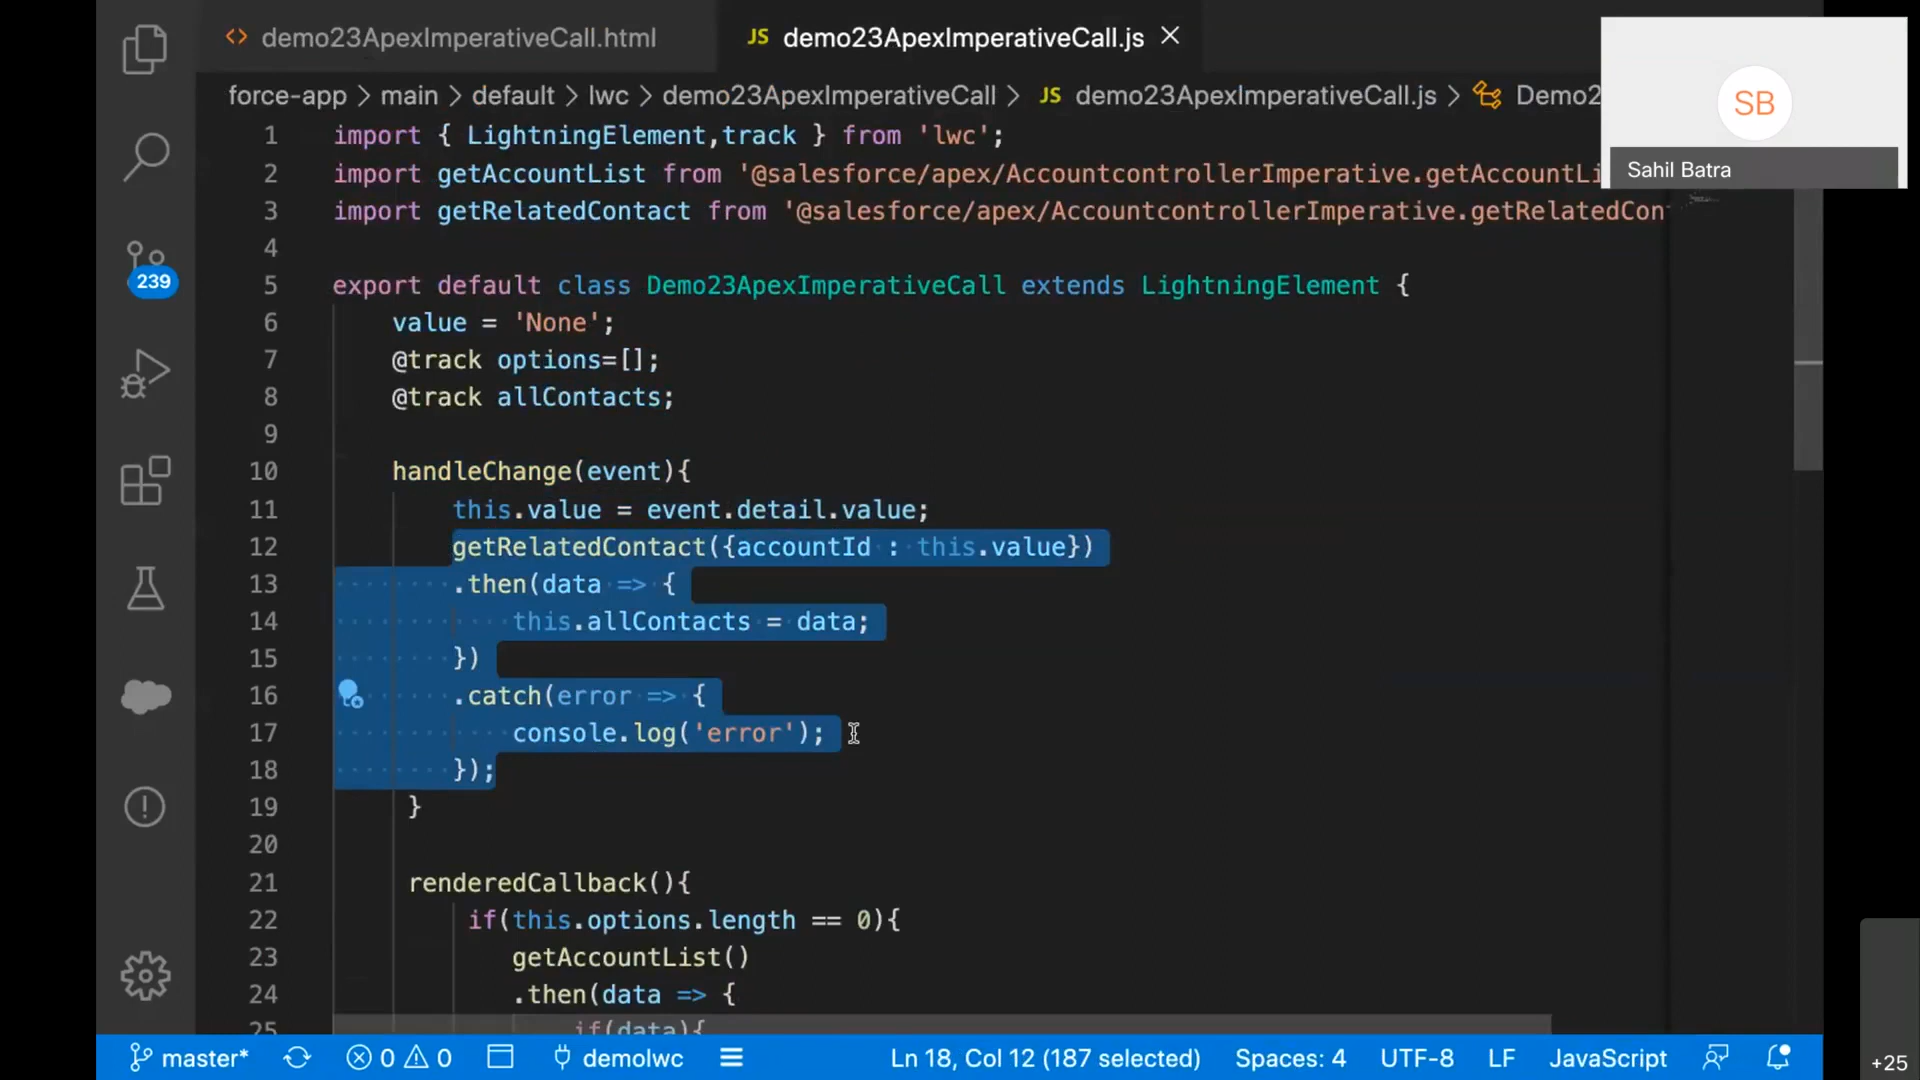 demo23ApexImperativeCall.html
JS demo23ApexImperativeCall.js
force-app > main > default > lwc > demo23ApexImperativeCall > JS demo23ApexImperativeCall.js > Demo2
SB
Sahil Batra
1 import { LightningElement,track } from 'lwc';
2 import getAccountList from '@salesforce/apex/AccountcontrollerImperative.getAccountLi
3 import getRelatedContact from '@salesforce/apex/AccountcontrollerImperative.getRelatedCon
4
5 export default class Demo23ApexImperativeCall extends LightningElement {
6 value = 'None';
7 @track options=[];
8 @track allContacts;
9
10 handleChange(event){
11 this.value = event.detail.value;
12 getRelatedContact({accountId : this.value})
13 .then(data => {
14 this.allContacts = data;
15 })
16 .catch(error => {
17 console.log('error');
18 });
19 }
20
21 renderedCallback(){
22 if(this.options.length == 0){
23 getAccountList()
24 .then(data => {
25 if(data){
239
master* 0 0 demolwc Ln 18, Col 12 (187 selected) Spaces: 4 UTF-8 LF JavaScript
+25